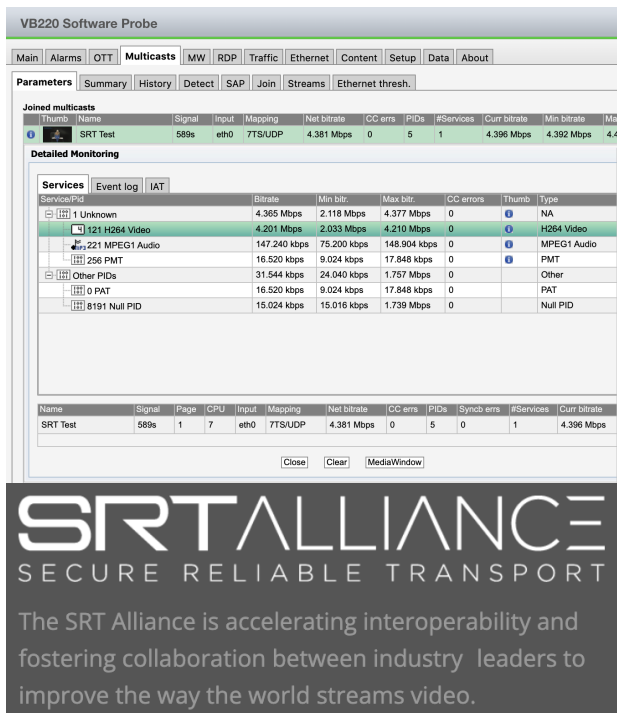 VB220 Software Probe
Main Alarms OTT Multicasts MW RDP Traffic Ethernet Content Setup Data About
Parameters Summary History Detect SAP Join Streams Ethernet thresh.
Joined multicasts
Thumb Name Signal Input Mapping Net bitrate CC errs PIDs #Services Curr bitrate Min bitrate Ma
SRT Test 589s eth0 7TS/UDP 4.381 Mbps 0 5 1 4.396 Mbps 4.392 Mbps 4.4
Detailed Monitoring
Services Event log IAT
Service/Pid Bitrate Min bitr. Max bitr. CC errors Thumb Type
1 Unknown 4.365 Mbps 2.118 Mbps 4.377 Mbps 0 NA
121 H264 Video 4.201 Mbps 2.033 Mbps 4.210 Mbps 0 H264 Video
221 MPEG1 Audio 147.240 kbps 75.200 kbps 148.904 kbps 0 MPEG1 Audio
256 PMT 16.520 kbps 9.024 kbps 17.848 kbps 0 PMT
Other PIDs 31.544 kbps 24.040 kbps 1.757 Mbps 0 Other
0 PAT 16.520 kbps 9.024 kbps 17.848 kbps 0 PAT
8191 Null PID 15.024 kbps 15.016 kbps 1.739 Mbps 0 Null PID
Name Signal Page CPU Input Mapping Net bitrate CC errs PIDs Syncb errs #Services Curr bitrate
SRT Test 589s 1 7 eth0 7TS/UDP 4.381 Mbps 0 5 0 1 4.396 Mbps
Close Clear MediaWindow
SRT ALLIANCE
SECURE RELIABLE TRANSPORT
The SRT Alliance is accelerating interoperability and
fostering collaboration between industry leaders to
improve the way the world streams video.